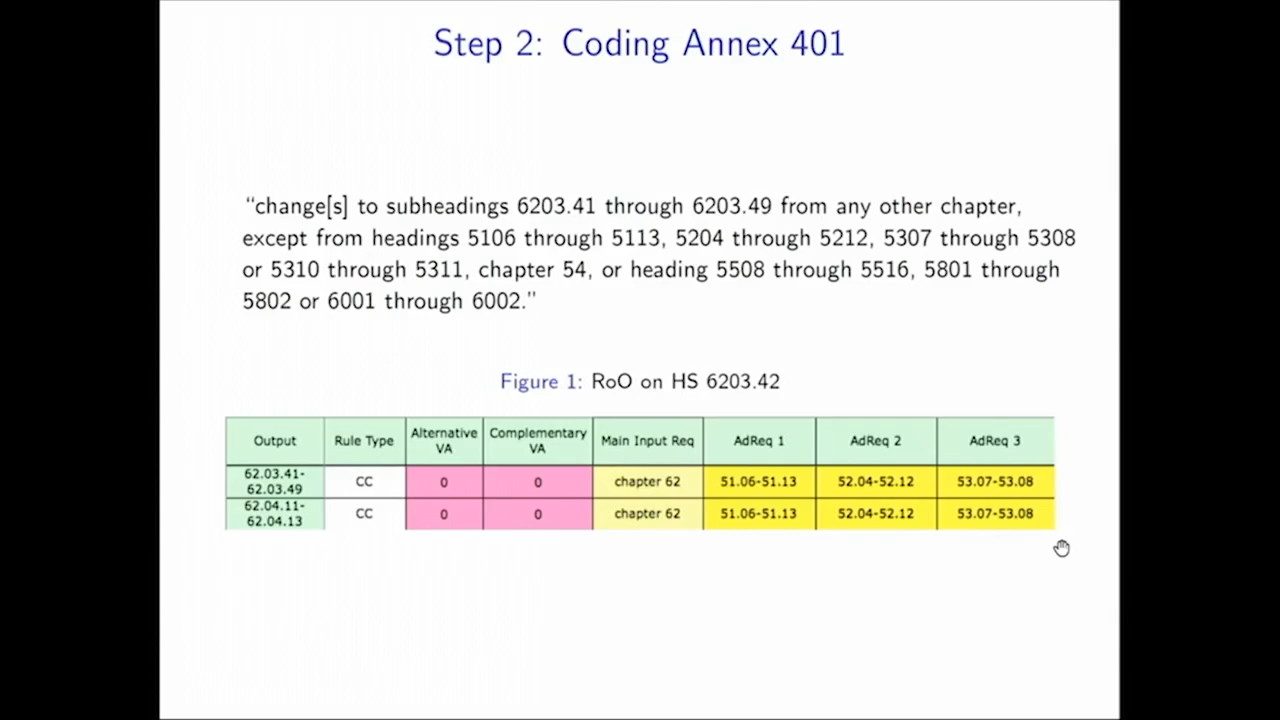 Step 2: Coding Annex 401
“change[s] to subheadings 6203.41 through 6203.49 from any other chapter,
except from headings 5106 through 5113, 5204 through 5212, 5307 through 5308
or 5310 through 5311, chapter 54, or heading 5508 through 5516, 5801 through
5802 or 6001 through 6002.”
Figure 1: RoO on HS 6203.42
Output Rule Type Alternative VA Complementary VA Main Input Req AdReq 1 AdReq 2 AdReq 3
62.03.41-62.03.49 CC 0 0 chapter 62 51.06-51.13 52.04-52.12 53.07-53.08
62.04.11-62.04.13 CC 0 0 chapter 62 51.06-51.13 52.04-52.12 53.07-53.08